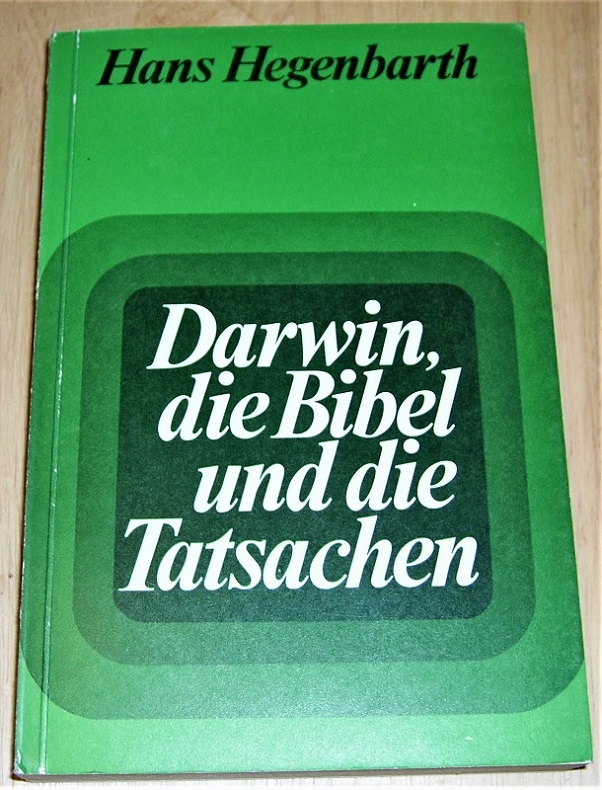 Hans Hegenbarth
Darwin,
die Bibel
und die
Tatsachen